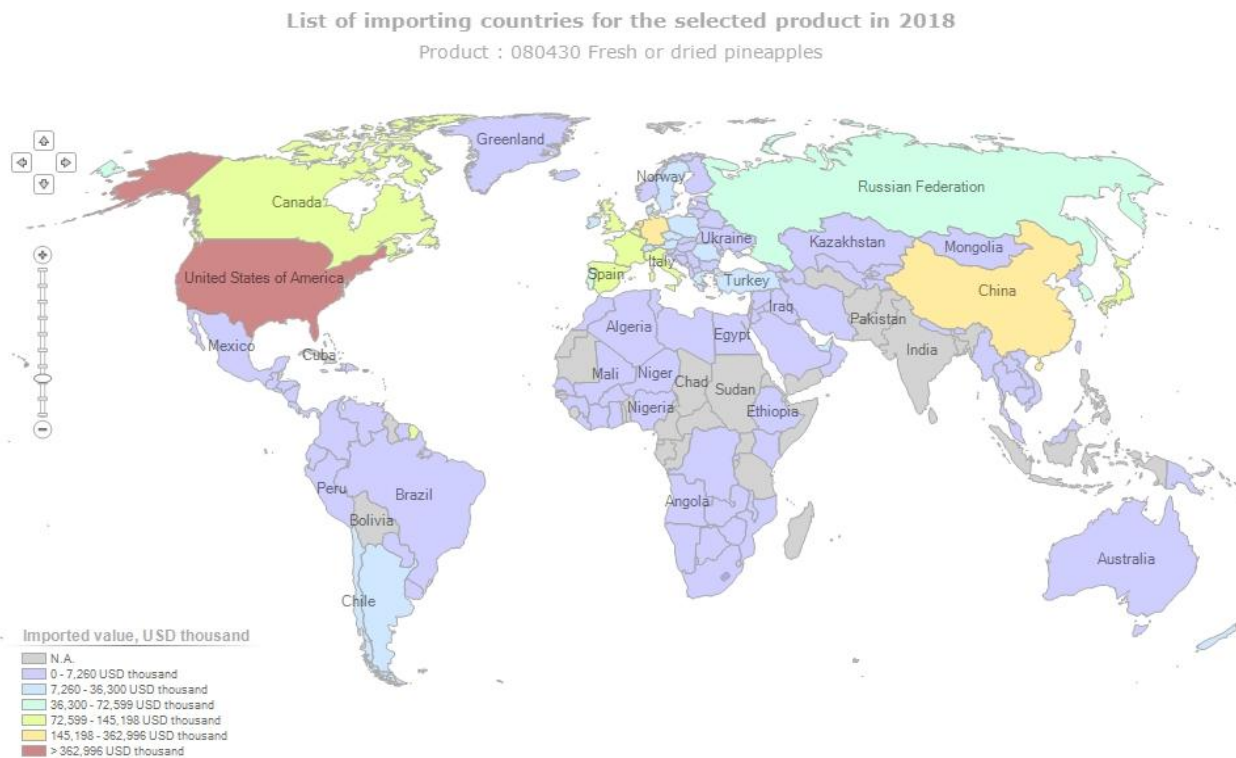 List of importing countries for the selected product in 2018
Product : 080430 Fresh or dried pineapples
Greenland
Norway
Russian Federation
Canada
Ukraine
Kazakhstan
Mongolia
Italy
Spain
United States of America
Turkey
China
Iraq
Pakistan
Algeria
Egypt
Mexico
Cuba
India
Mali
Niger
Chad
Sudan
Nigeria
Ethiopia
Peru
Brazil
Angola
Bolivia
Australia
Chile
Imported value, USD thousand
N.A.
0 - 7,260 USD thousand
7,260 - 36,300 USD thousand
36,300 - 72,599 USD thousand
72,599 - 145,198 USD thousand
145,198 - 362,996 USD thousand
> 362,996 USD thousand